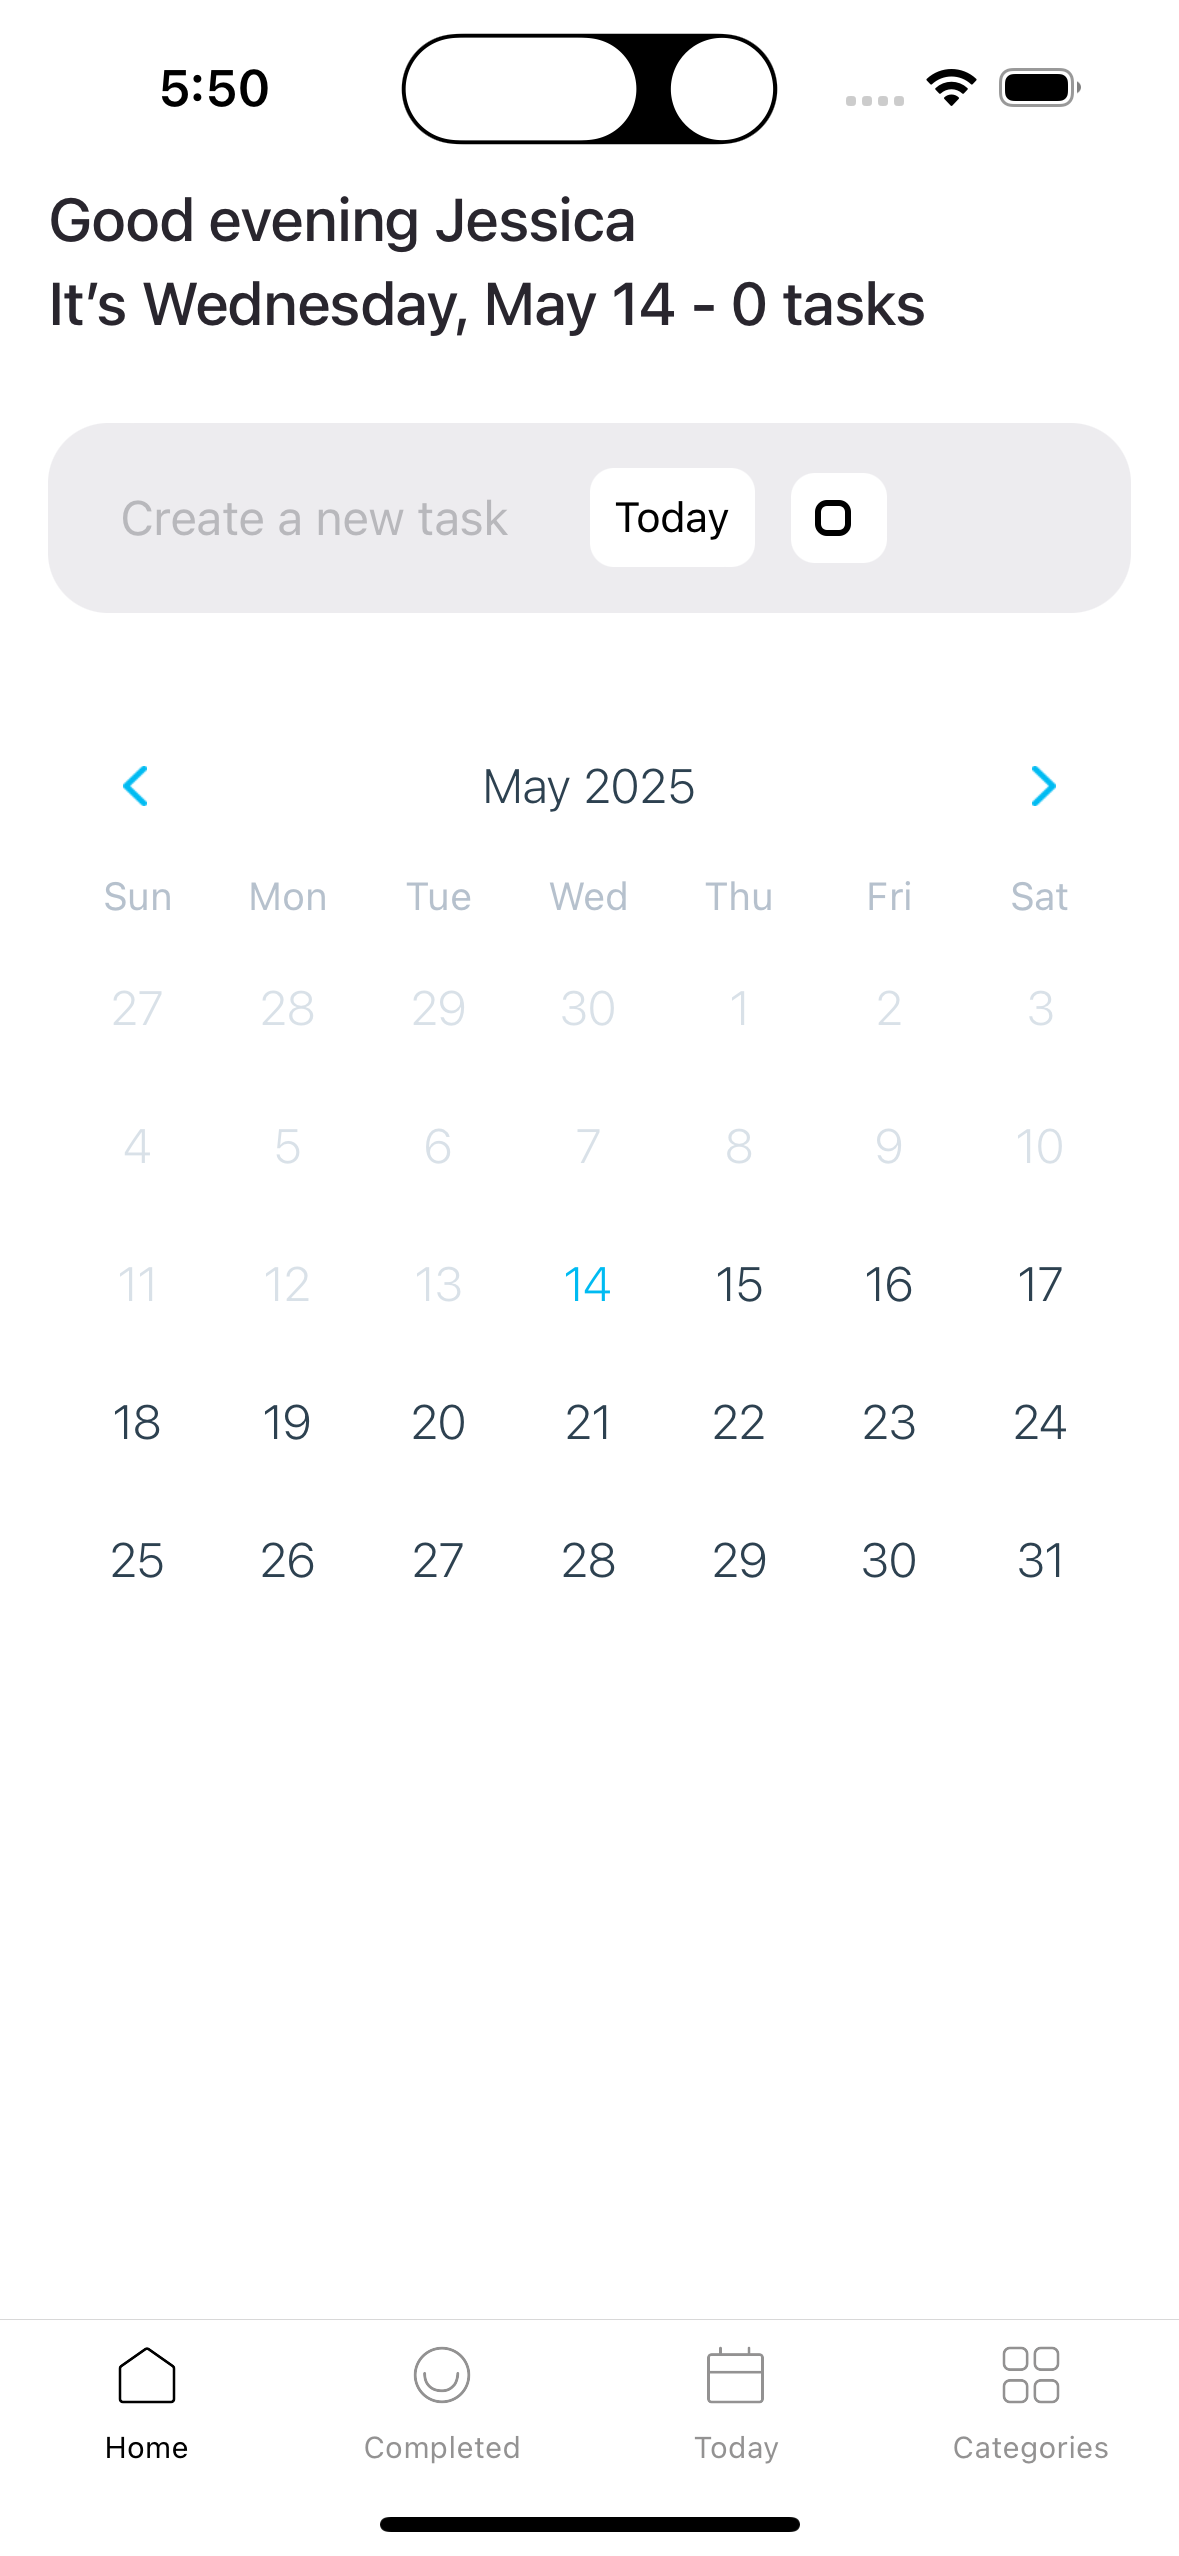 5:50
Good evening Jessica
It’s Wednesday, May 14 - 0 tasks
Create a new task Today
May 2025
Sun Mon Tue Wed Thu Fri Sat
27 28 29 30 1 2 3
4 5 6 7 8 9 10
11 12 13 14 15 16 17
18 19 20 21 22 23 24
25 26 27 28 29 30 31
Home Completed Today Categories